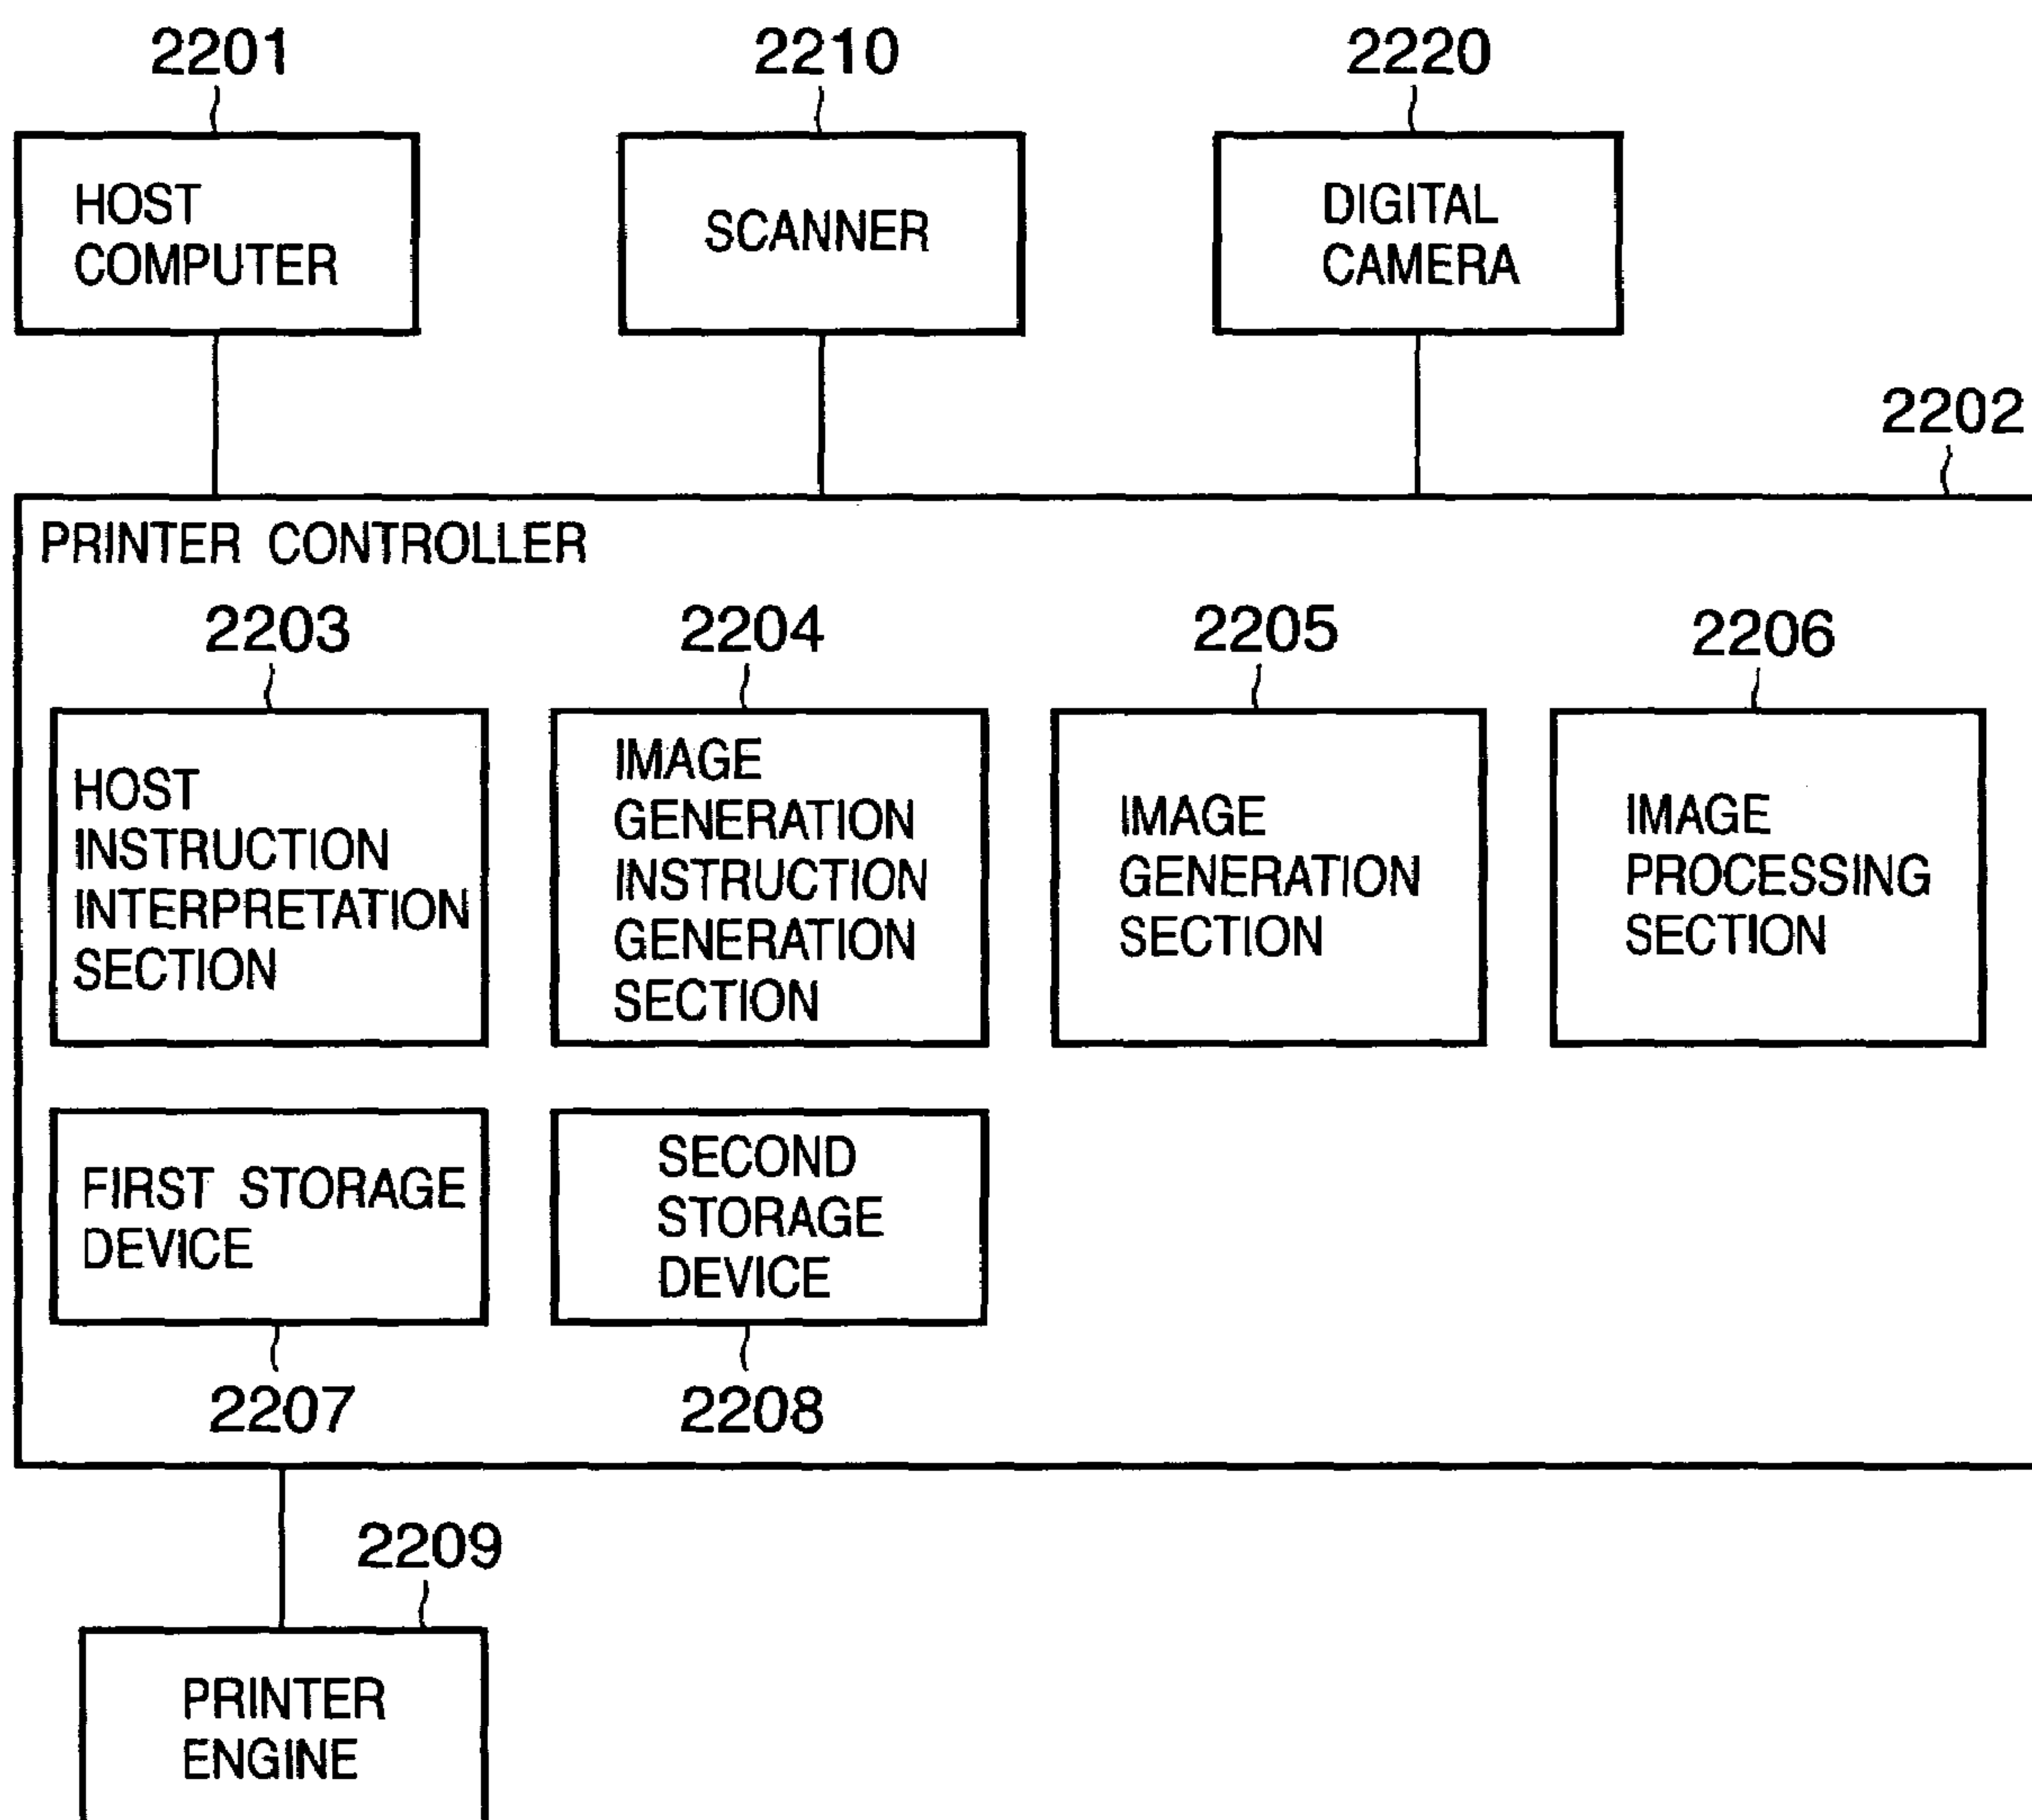 2201
2210
2220
HOST
COMPUTER
SCANNER
DIGITAL
CAMERA
2202
PRINTER CONTROLLER
2203
2204
2205
2206
HOST
INSTRUCTION
INTERPRETATION
SECTION
IMAGE
GENERATION
INSTRUCTION
GENERATION
SECTION
IMAGE
GENERATION
SECTION
IMAGE
PROCESSING
SECTION
FIRST STORAGE
DEVICE
SECOND
STORAGE
DEVICE
2207
2208
2209
PRINTER
ENGINE